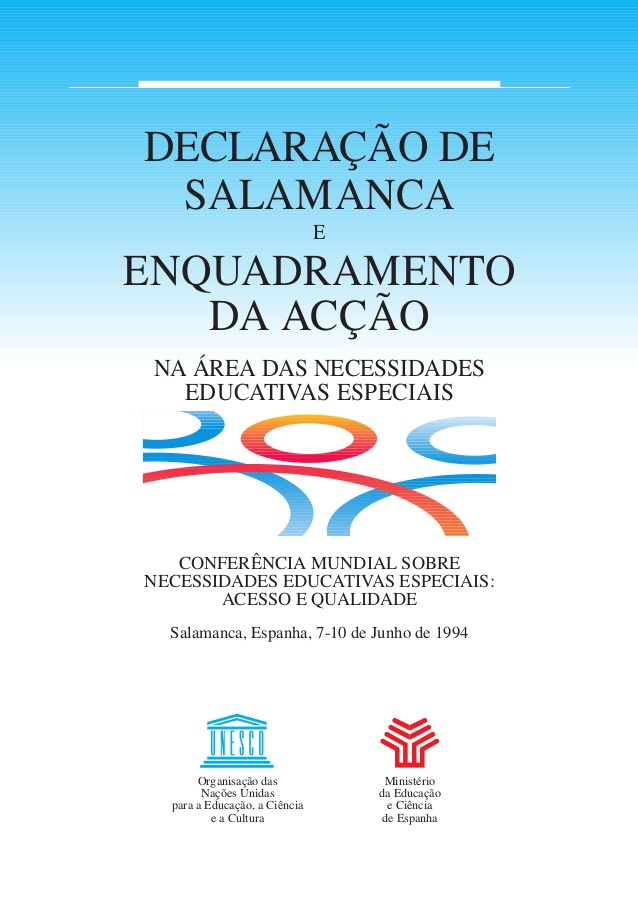 DECLARAÇÃO DE
SALAMANCA
E
ENQUADRAMENTO
DA ACÇÃO
NA ÁREA DAS NECESSIDADES
EDUCATIVAS ESPECIAIS
CONFERÊNCIA MUNDIAL SOBRE
NECESSIDADES EDUCATIVAS ESPECIAIS:
ACESSO E QUALIDADE
Salamanca, Espanha, 7-10 de Junho de 1994
UNESCO
Organisação das
Nações Unidas
para a Educação, a Ciência
e a Cultura
Ministério
da Educação
e Ciência
de Espanha